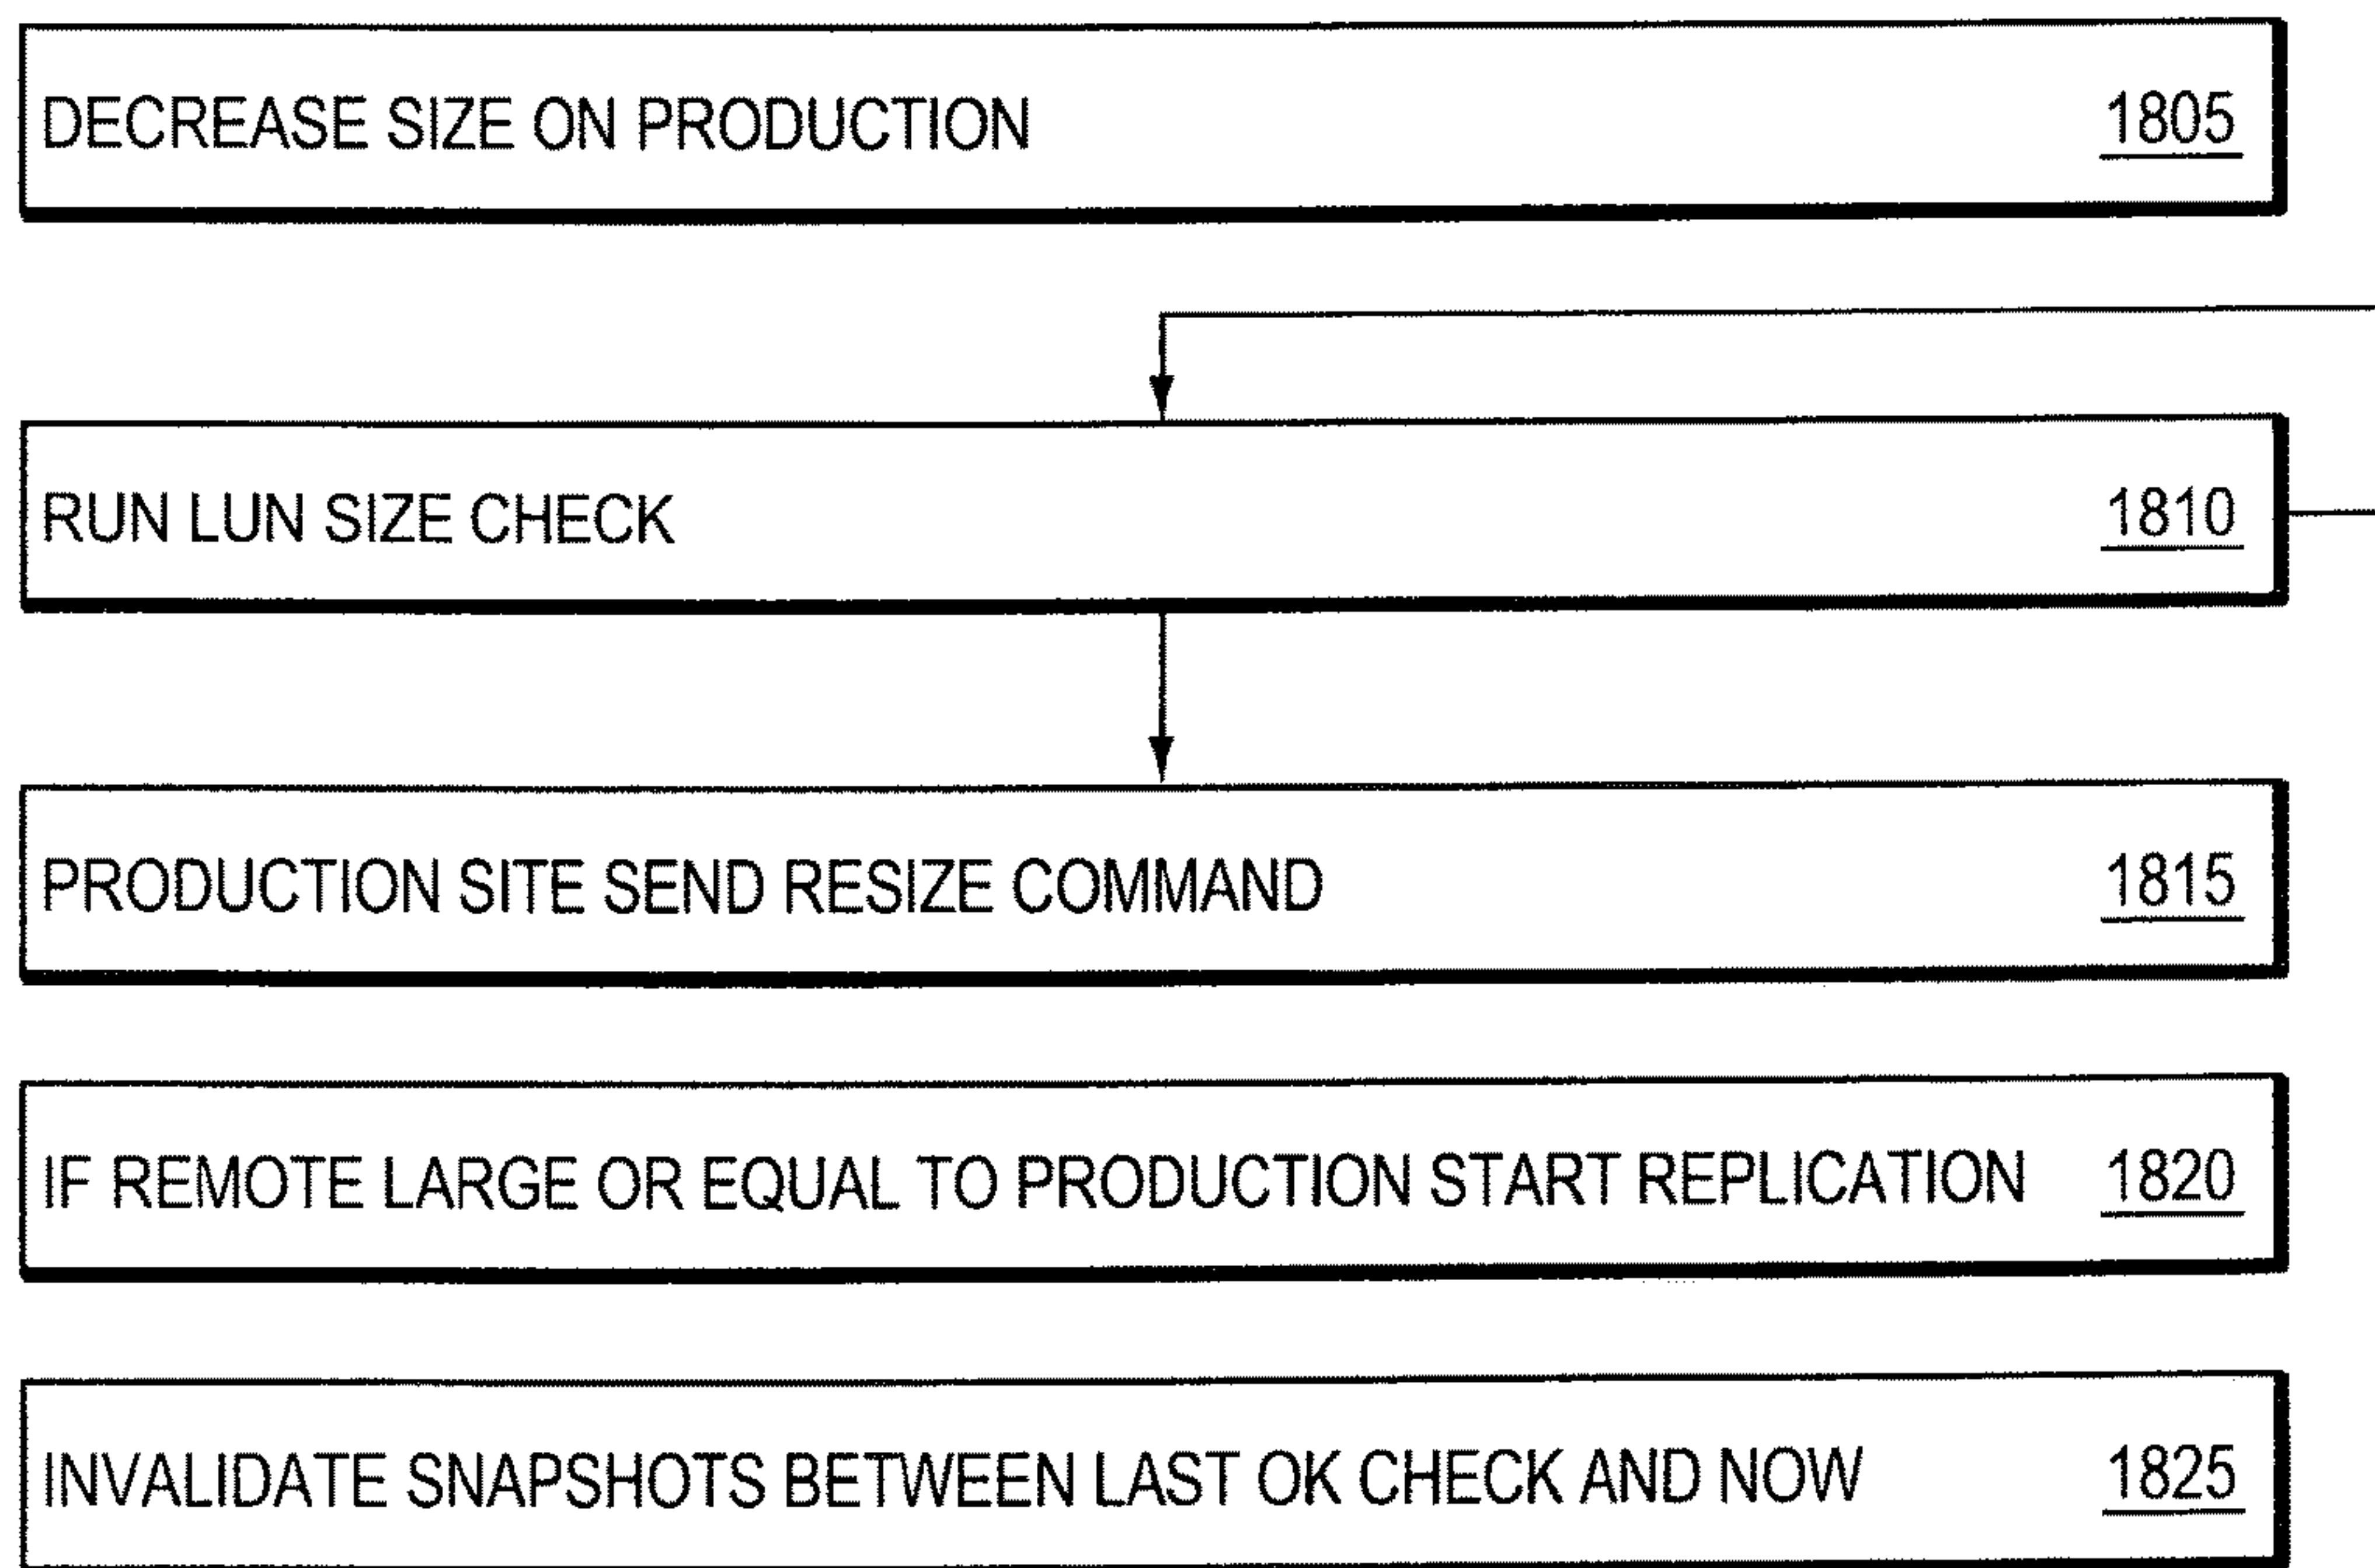 DECREASE SIZE ON PRODUCTION 1805
RUN LUN SIZE CHECK 1810
PRODUCTION SITE SEND RESIZE COMMAND 1815
IF REMOTE LARGE OR EQUAL TO PRODUCTION START REPLICATION 1820
INVALIDATE SNAPSHOTS BETWEEN LAST OK CHECK AND NOW 1825